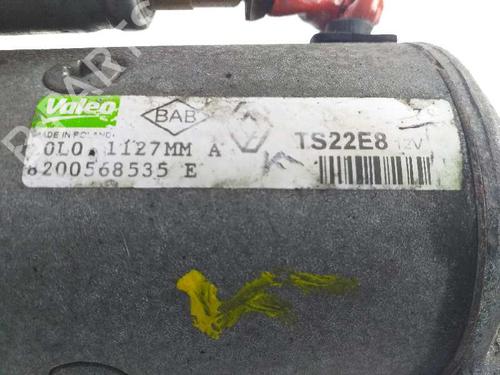 Valeo
MADE IN POLAND
BAB
TS22E8 12V
0L0 1127MM A
8200568535 E